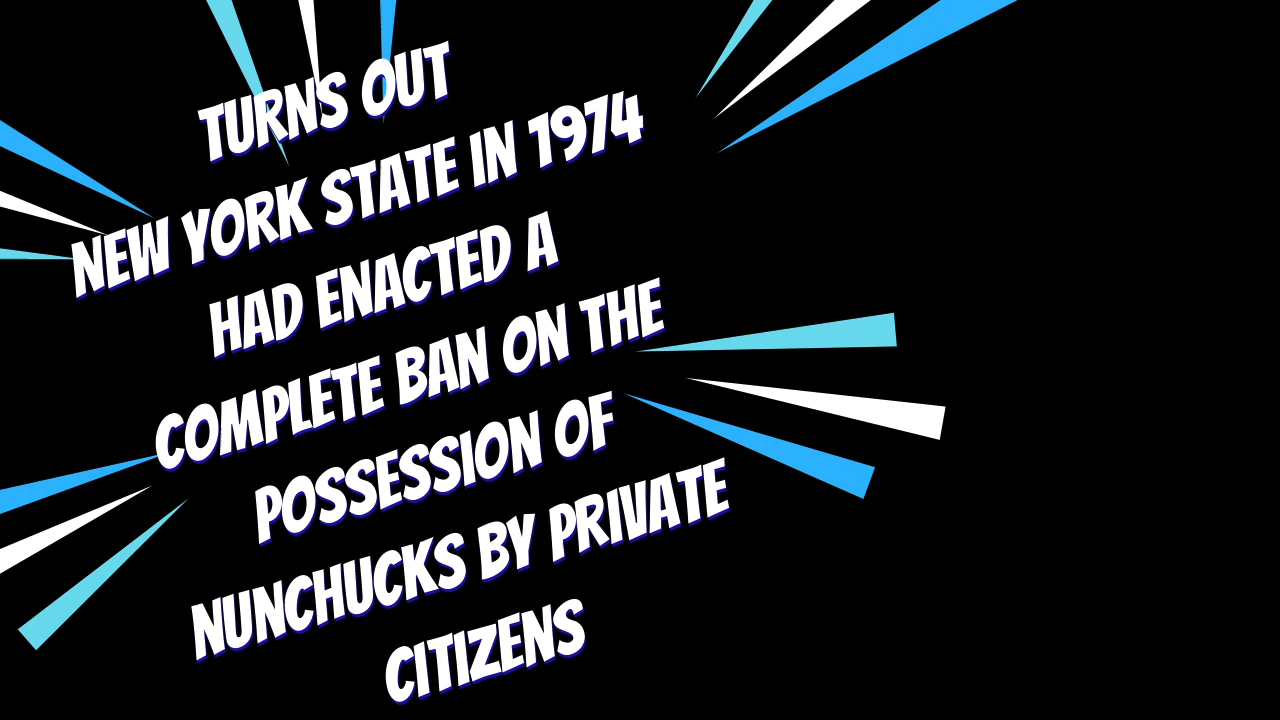 TURNS OUT
NEW YORK STATE IN 1974
HAD ENACTED A
COMPLETE BAN ON THE
POSSESSION OF
NUNCHUCKS BY PRIVATE
CITIZENS